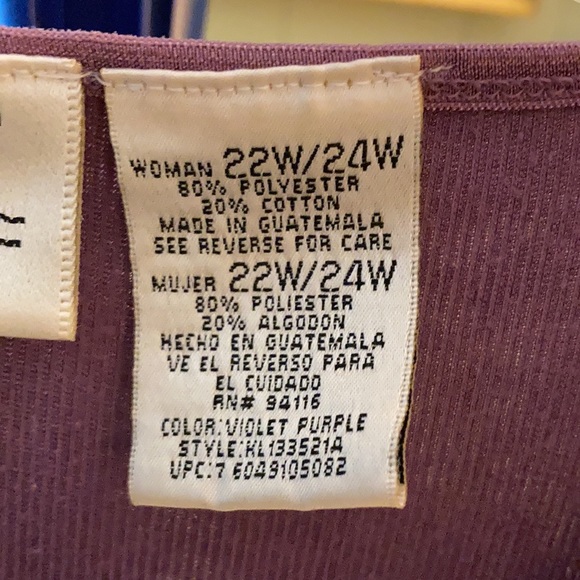 WOMAN 22W/24W
80% POLYESTER
20% COTTON
MADE IN GUATEMALA
SEE REVERSE FOR CARE
MUJER 22W/24W
80% POLIESTER
20% ALGODON
HECHO EN GUATEMALA
VE EL REVERSO PARA
EL CUIDADO
RN# 94116
COLOR:VIOLET PURPLE
STYLE:KL133521A
UPC:7 6049105082